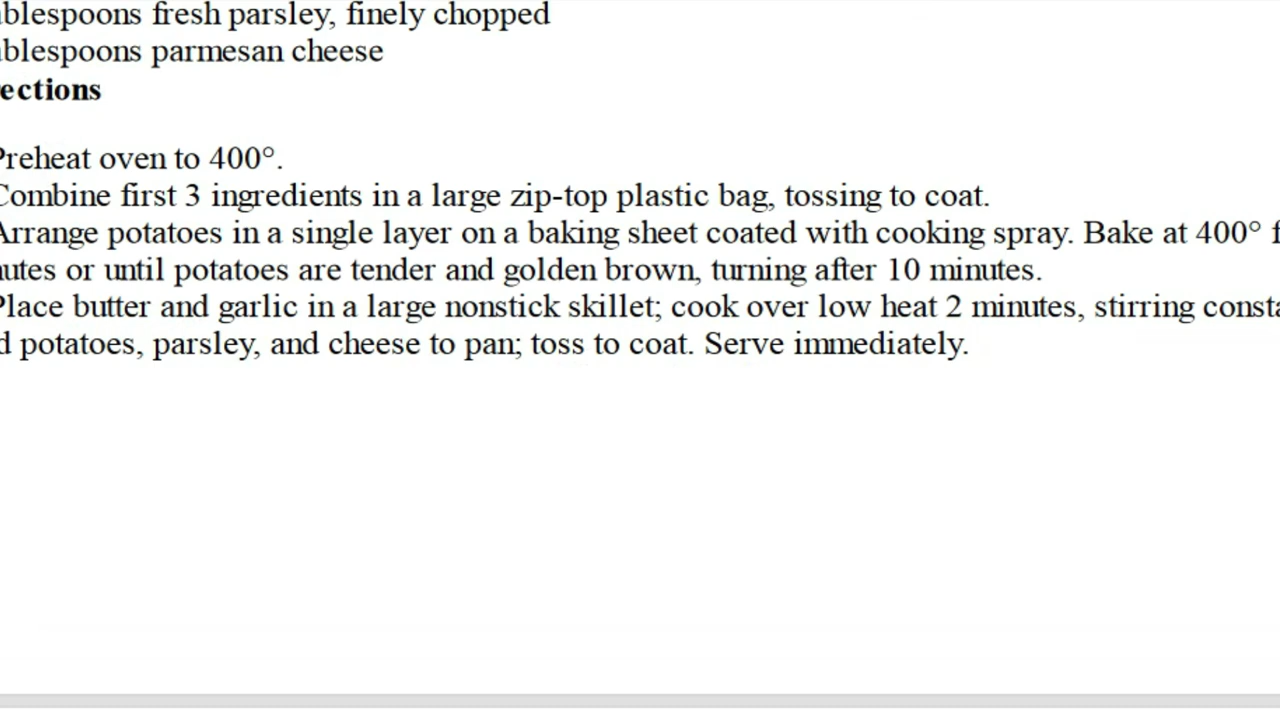 ablespoons fresh parsley, finely chopped
ablespoons parmesan cheese
ections
Preheat oven to 400°.
Combine first 3 ingredients in a large zip-top plastic bag, tossing to coat.
Arrange potatoes in a single layer on a baking sheet coated with cooking spray. Bake at 400° f
nutes or until potatoes are tender and golden brown, turning after 10 minutes.
Place butter and garlic in a large nonstick skillet; cook over low heat 2 minutes, stirring consta
d potatoes, parsley, and cheese to pan; toss to coat. Serve immediately.